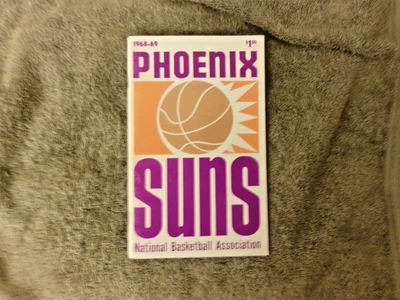 1968-69 $1.00
PHOENIX
SUNS
National Basketball Association